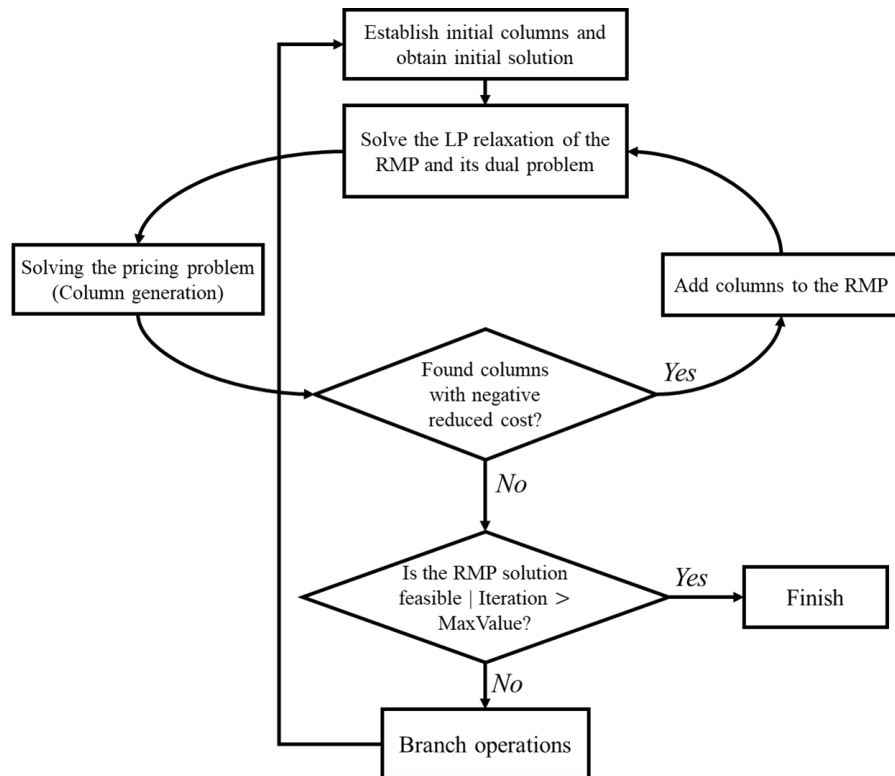 Establish initial columns and
obtain initial solution
Solve the LP relaxation of the
RMP and its dual problem
Solving the pricing problem
(Column generation)
Add columns to the RMP
Found columns
with negative
reduced cost?
Yes
No
Is the RMP solution
feasible | Iteration >
MaxValue?
Yes
Finish
No
Branch operations